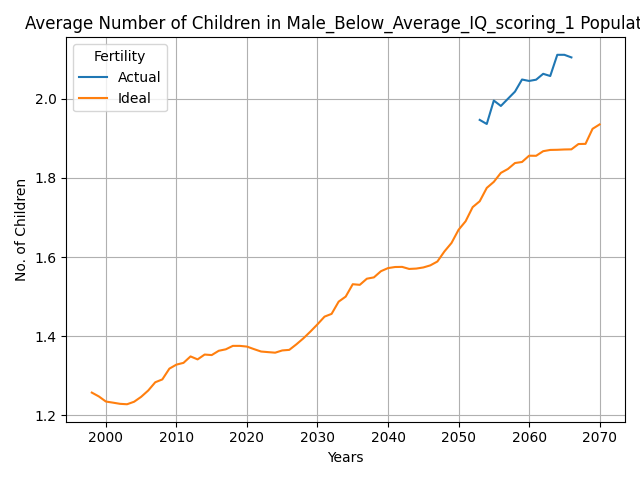 Average Number of Children in Male_Below_Average_IQ_scoring_1 Populat
Fertility
Actual
Ideal
No. of Children
2.0
1.8
1.6
1.4
1.2
2000 2010 2020 2030 2040 2050 2060 2070
Years